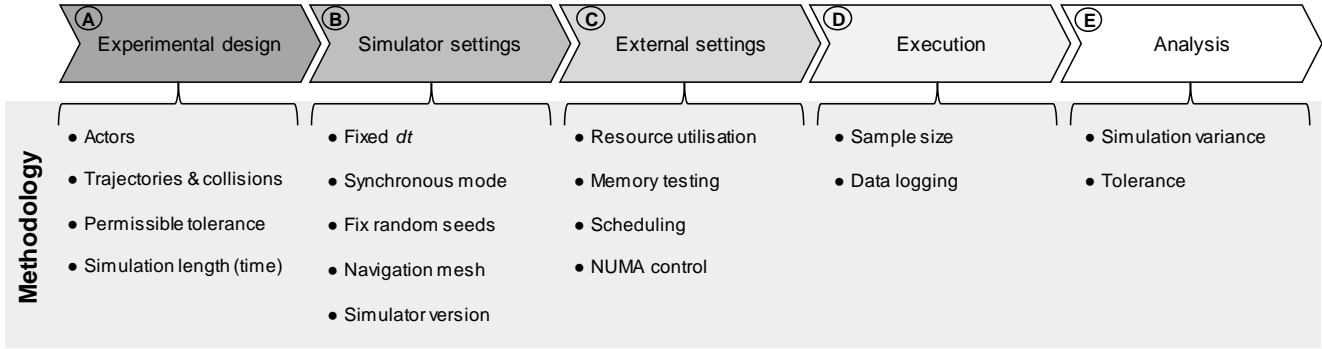 A
Experimental design
B
Simulator settings
C
External settings
D
Execution
E
Analysis
Methodology
● Actors
● Trajectories & collisions
● Permissible tolerance
● Simulation length (time)
● Fixed dt
● Synchronous mode
● Fix random seeds
● Navigation mesh
● Simulator version
● Resource utilisation
● Memory testing
● Scheduling
● NUMA control
● Sample size
● Data logging
● Simulation variance
● Tolerance